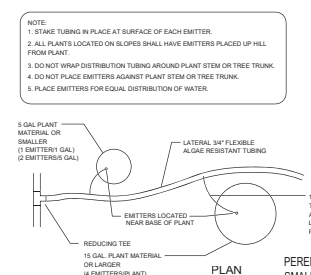 NOTE:
1. STAKE TUBING IN PLACE AT SURFACE OF EACH EMITTER.
2. ALL PLANTS LOCATED ON SLOPES SHALL HAVE EMITTERS PLACED UP HILL
FROM PLANT.
3. DO NOT WRAP DISTRIBUTION TUBING AROUND PLANT STEM OR TREE TRUNK.
4. DO NOT PLACE EMITTERS AGAINST PLANT STEM OR TREE TRUNK.
5. PLACE EMITTERS FOR EQUAL DISTRIBUTION OF WATER.
5 GAL PLANT
MATERIAL OR
SMALLER
(1 EMITTER/1 GAL)
(2 EMITTERS/5 GAL)
LATERAL 3/4" FLEXIBLE
ALGAE RESISTANT TUBING
EMITTERS LOCATED
NEAR BASE OF PLANT
REDUCING TEE
15 GAL. PLANT MATERIAL
OR LARGER
(4 EMITTERS/PLANT)
PLAN